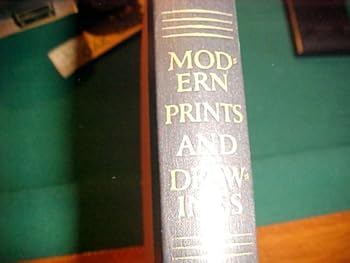 MOD=
ERN
PRINTS
AND
DRAW=
INGS